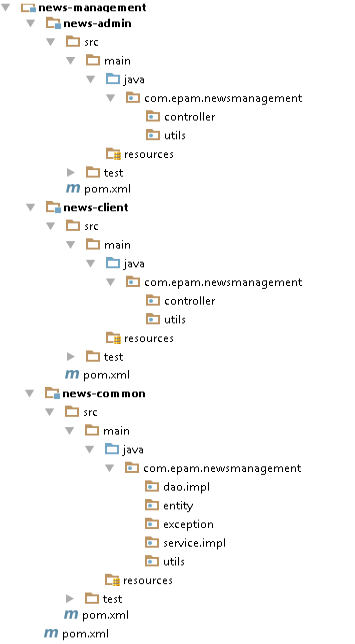 news-management
news-admin
src
main
java
com.epam.newsmanagement
controller
utils
resources
test
pom.xml
news-client
src
main
java
com.epam.newsmanagement
controller
utils
resources
test
pom.xml
news-common
src
main
java
com.epam.newsmanagement
dao.impl
entity
exception
service.impl
utils
resources
test
pom.xml
pom.xml